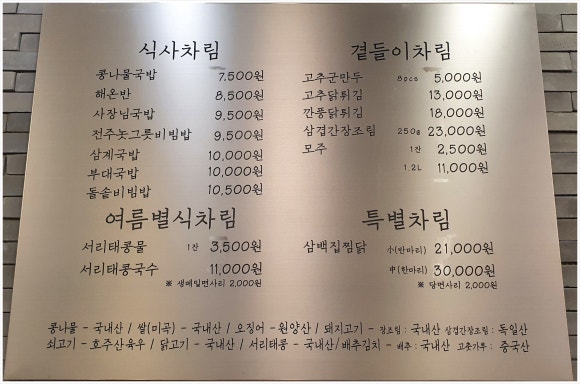 식사차림
콩나물국밥 7,500원
해온반 8,500원
사장님국밥 9,500원
전주놋그릇비빔밥 9,500원
삼계국밥 10,000원
부대국밥 10,000원
돌솥비빔밥 10,500원
곁들이차림
고추군만두 8pcs 5,000원
고추닭튀김 13,000원
깐풍닭튀김 18,000원
삼겹간장조림 250g 23,000원
모주 1잔 2,500원
1.2L 11,000원
여름별식차림
서리태콩물 1잔 3,500원
서리태콩국수 11,000원
※ 생메밀면사리 2,000원
특별차림
삼백집찜닭 小(반마리) 21,000원
中(한마리) 30,000원
※ 당면사리 2,000원
콩나물 - 국내산 / 쌀(미곡) - 국내산 / 오징어 - 원양산 / 돼지고기 - 장조림 : 국내산 삼겹간장조림 : 독일산
쇠고기 - 호주산육우 / 닭고기 - 국내산 / 서리태콩 - 국내산/배추김치 - 배추 : 국내산 고춧가루 : 중국산